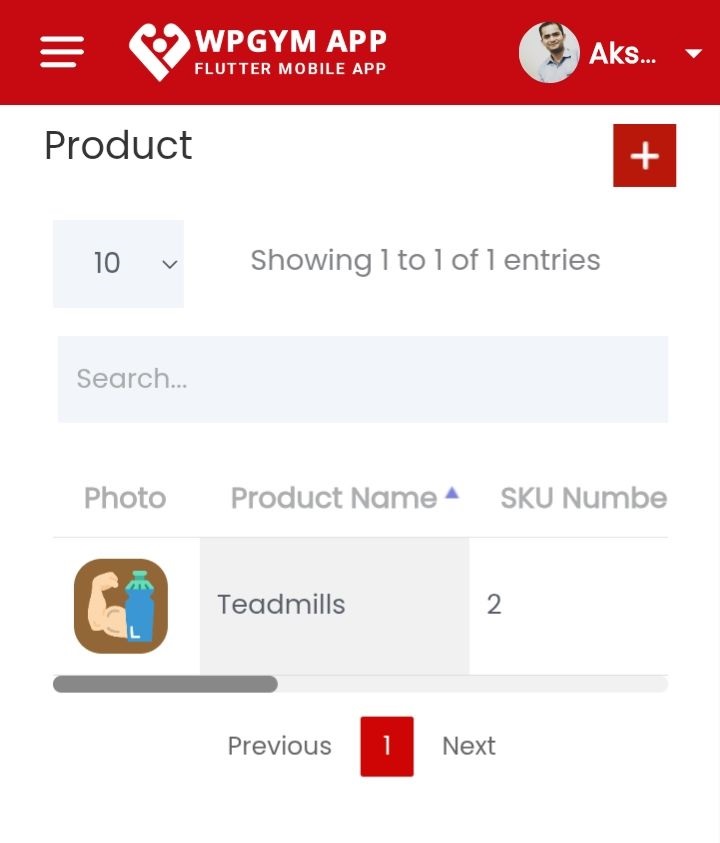 WPGYM APP
FLUTTER MOBILE APP
Aks...
Product
+
10
Showing 1 to 1 of 1 entries
Search...
Photo Product Name SKU Numbe
L
Teadmills 2
Previous 1 Next